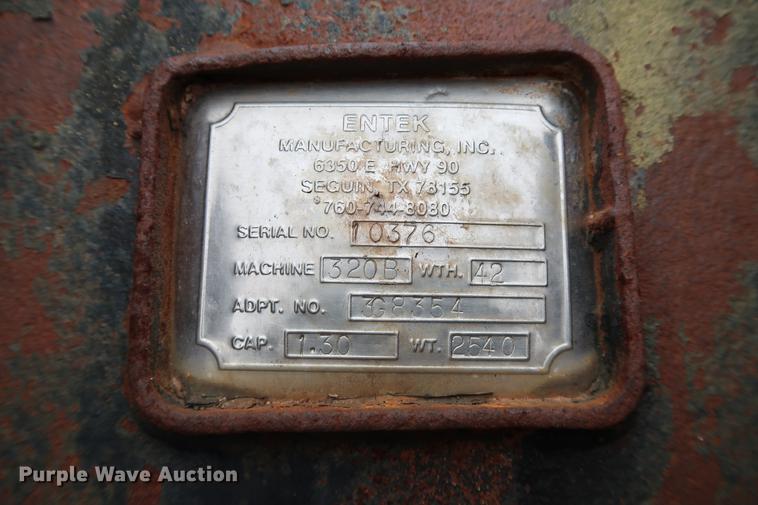 ENTEK
MANUFACTURING, INC.
6350 E HWY 90
SEGUIN, TX 78155
760-744-8080
SERIAL NO. 10376
MACHINE 320B WTH. 42
ADPT. NO. 3G8354
CAP. 1.30 WT. 2540
Purple Wave Auction